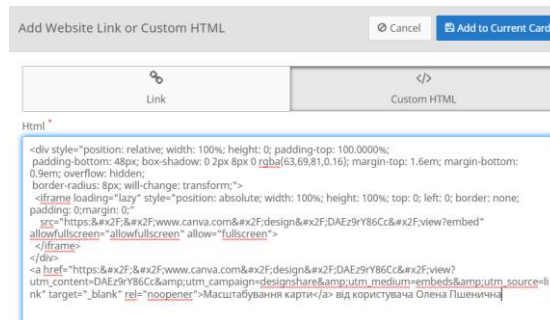 Add Website Link or Custom HTML
Cancel
Add to Current Card
Link
Custom HTML
Html *
<div style="position: relative; width: 100%; height: 0; padding-top: 100.0000%;
padding-bottom: 48px; box-shadow: 0 2px 8px 0 rgba(63,69,81,0.16); margin-top: 1.6em; margin-bottom:
0.9em; overflow: hidden;
border-radius: 8px; will-change: transform;">
<iframe loading="lazy" style="position: absolute; width: 100%; height: 100%; top: 0; left: 0; border: none;
padding: 0;margin: 0;"
src="https:&#x2F;&#x2F;www.canva.com&#x2F;design&#x2F;DAEz9rY86Cc&#x2F;view?embed"
allowfullscreen="allowfullscreen" allow="fullscreen">
</iframe>
</div>
<a href="https:&#x2F;&#x2F;www.canva.com&#x2F;design&#x2F;DAEz9rY86Cc&#x2F;view?
utm_content=DAEz9rY86Cc&amp;utm_campaign=designshare&amp;utm_medium=embeds&amp;utm_source=li
nk" target="_blank" rel="noopener">Масштабування карти</a> від користувача Олена Пшенична